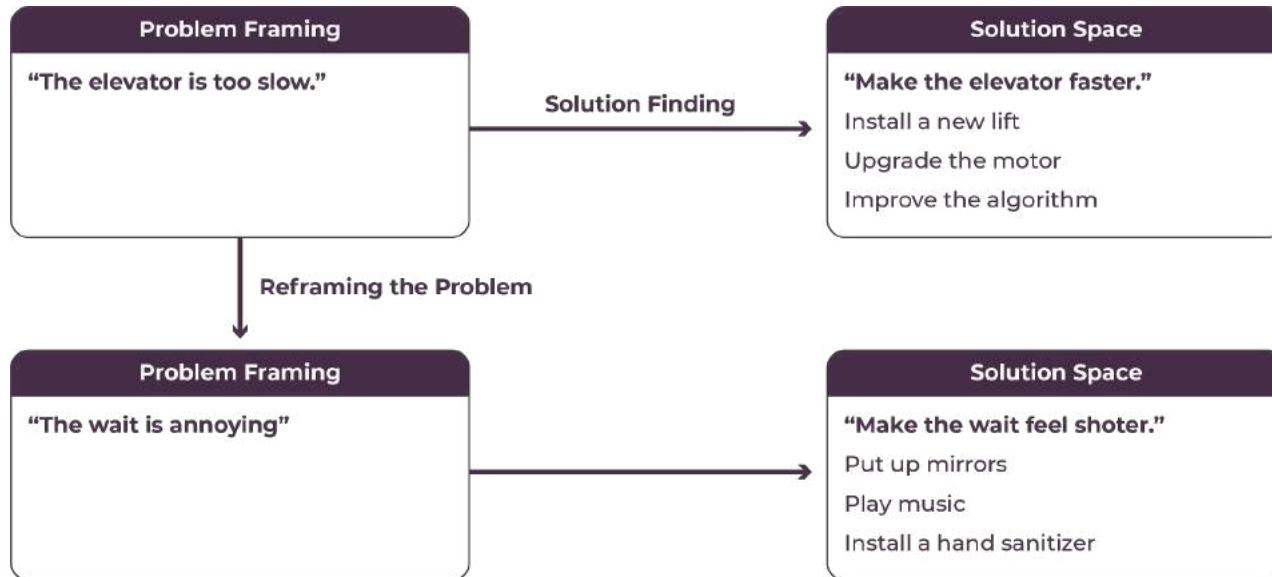 Problem Framing
“The elevator is too slow.”
Solution Finding
Solution Space
“Make the elevator faster.”
Install a new lift
Upgrade the motor
Improve the algorithm
Reframing the Problem
Problem Framing
“The wait is annoying”
Solution Space
“Make the wait feel shoter.”
Put up mirrors
Play music
Install a hand sanitizer